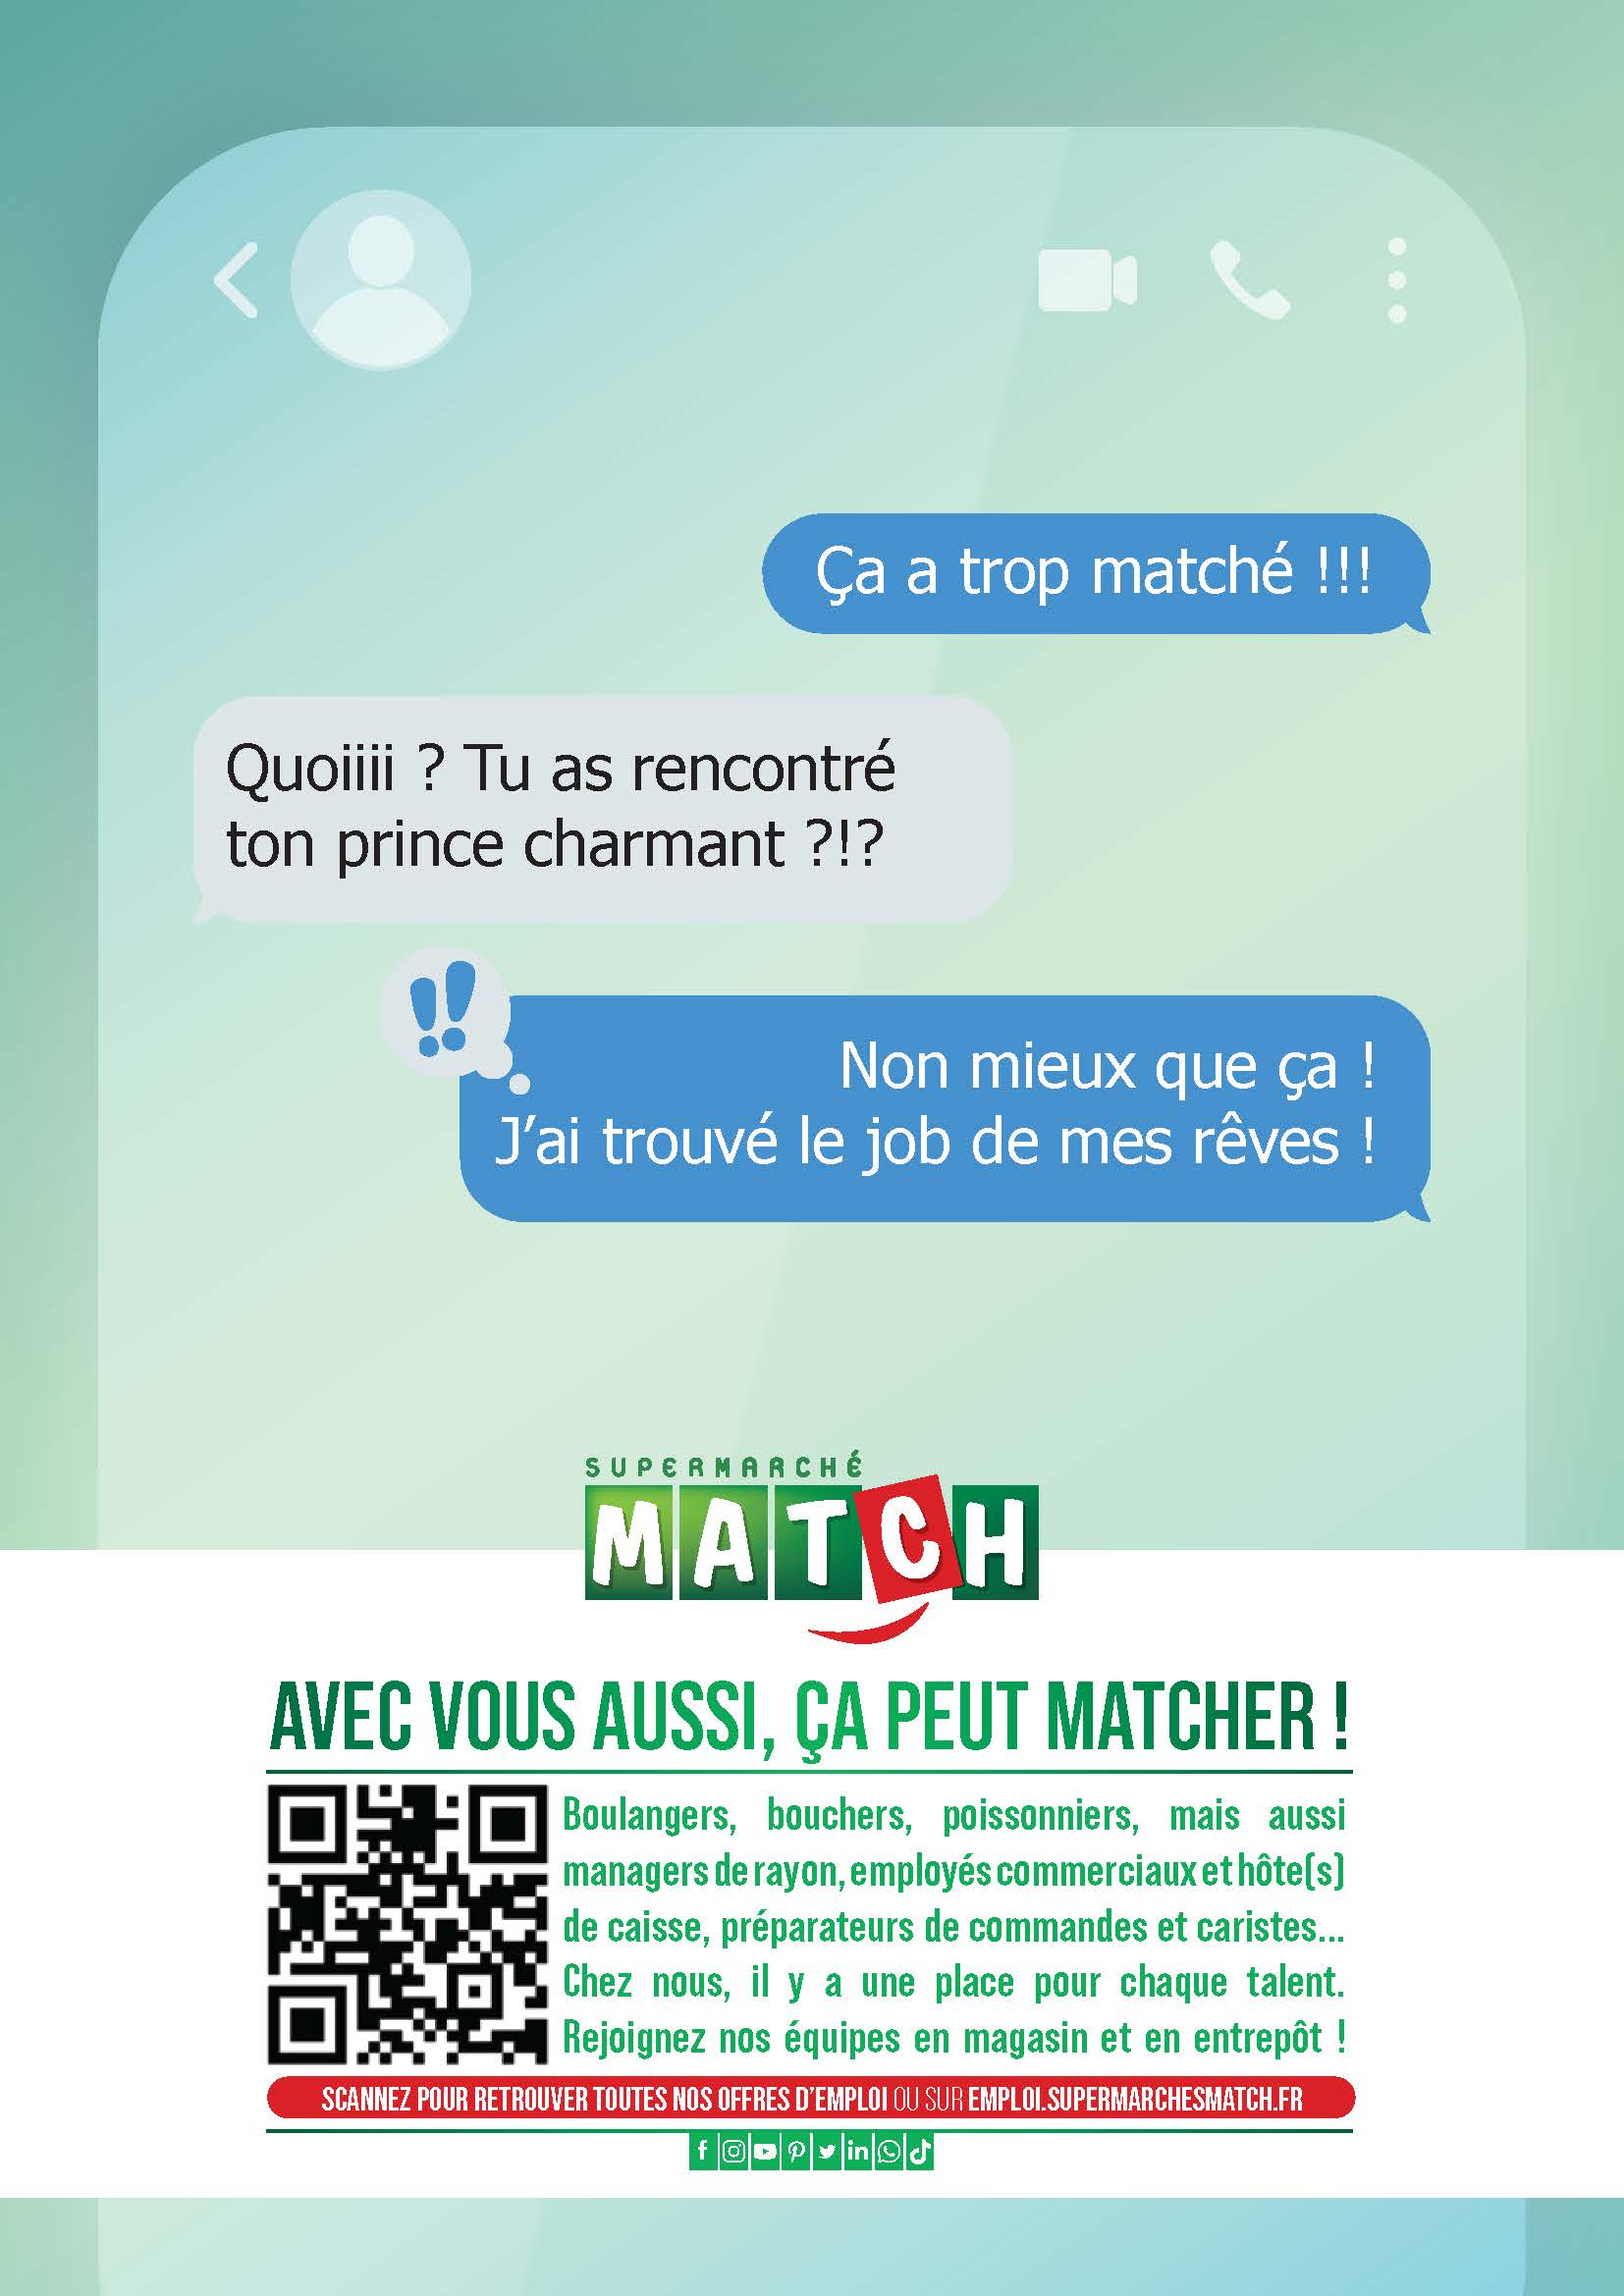 Ça a trop matché !!!
Quoiiii ? Tu as rencontré
ton prince charmant ?!?
!!
Non mieux que ça !
J’ai trouvé le job de mes rêves !
SUPERMARCHÉ
MATCH
AVEC VOUS AUSSI, ÇA PEUT MATCHER !
Boulangers, bouchers, poissonniers, mais aussi
managers de rayon, employés commerciaux et hôte(s)
de caisse, préparateurs de commandes et caristes...
Chez nous, il y a une place pour chaque talent.
Rejoignez nos équipes en magasin et en entrepôt !
SCANNEZ POUR RETROUVER TOUTES NOS OFFRES D’EMPLOI OU SUR EMPLOI.SUPERMARCHESMATCH.FR